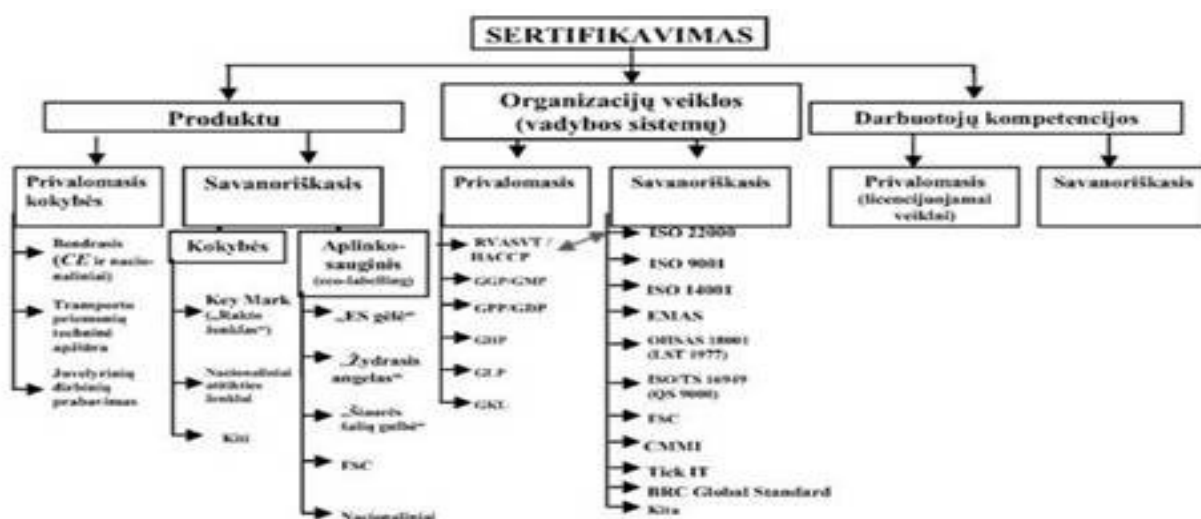 SERTIFIKAVIMAS
Produktu
Organizacijų veiklos
(vadybos sistemų)
Darbuotojų kompetencijos
Privalomasis
kokybės
Savanoriškasis
Privalomasis
Savanoriškasis
Privalomasis
(licencijuojamai
veiklai)
Savanoriškasis
Bendrasis
(CE ir nacio-
naliniai)
Transporto
priemonių
techninė
apžiūra
Juvelyrinių
dirbinių
prabavimas
Kokybės
Key Mark
(„Rakto
ženklas“)
Nacionaliniai
atitikties
ženklai
Kiti
Aplinko-
sauginis
(eco-labelling)
„ES gėlė“
„Žydrasis
angelas“
„Šiaurės
šalių gulbė“
FSC
Nacionaliniai
RVASVT /
HACCP
GGP/GMP
GPP/GDP
GHP
GLP
ISO 22000
ISO 9001
ISO 14001
EMAS
OHSAS 18001
(LST 1977)
ISO/TS 16949
(QS 9000)
FSC
CMMI
Tick IT
BRC Global Standard
Kita